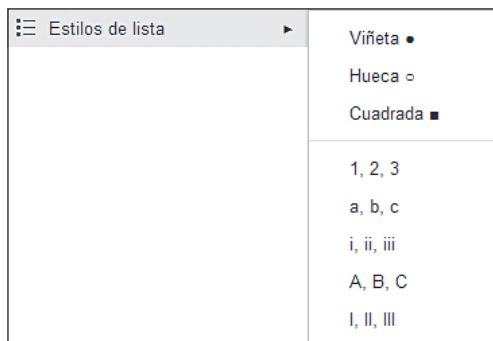 Estilos de lista ►
Viñeta ●
Hueca ○
Cuadrada ■
1, 2, 3
a, b, c
i, ii, iii
A, B, C
I, II, III